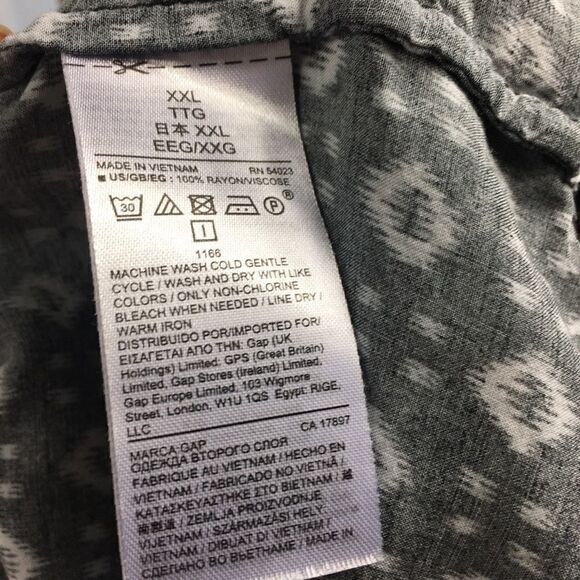 XXL
TTG
日本 XXL
EEG/XXG
MADE IN VIETNAM RN 54023
■ US/GB/EG : 100% RAYON/VISCOSE
30 P ®
I
1166
MACHINE WASH COLD GENTLE
CYCLE / WASH AND DRY WITH LIKE
COLORS / ONLY NON-CHLORINE
BLEACH WHEN NEEDED / LINE DRY /
WARM IRON
DISTRIBUIDO POR/IMPORTED FOR/
ΕΙΣΑΓΕΤΑΙ ΑΠΟ ΤΗΝ: Gap (UK
Holdings) Limited. GPS (Great Britain)
Limited, Gap Stores (Ireland) Limited.
Gap Europe Limited. 103 Wigmore
Street, London. W1U 1QS Egypt: RIGE,
LLC
MARCA GAP CA 17897
ОДЕЖДА ВТОРОГО СЛОЯ
FABRIQUE AU VIETNAM / HECHO EN
VIETNAM / FABRICADO NO VIETNAM /
ΚΑΤΑΣΚΕΥΑΣΤΗΚΕ ΣΤΟ ΒΙΕΤΝΑΜ / 越
南製造 / ZEMLJA PROIZVODNJE
VIJETNAM / SZÁRMAZÁSI HELY:
VIETNAM / DIBUAT DI VIETNAM /
СДЕЛАНО ВО ВЬЕТНАМЕ / MADE IN